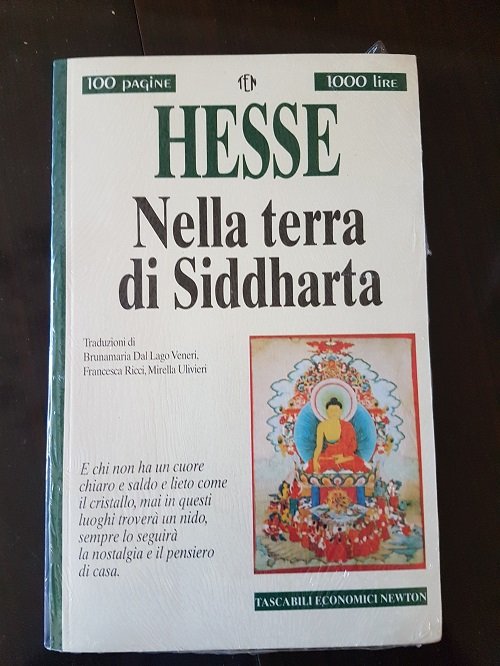 100 PAGINE
TEN
1000 LIRE
HESSE
Nella terra
di Siddharta
Traduzioni di
Brunamaria Dal Lago Veneri,
Francesca Ricci, Mirella Ulivieri
E chi non ha un cuore
chiaro e saldo e lieto come
il cristallo, mai in questi
luoghi troverà un nido,
sempre lo seguirà
la nostalgia e il pensiero
di casa.
TASCABILI ECONOMICI NEWTON